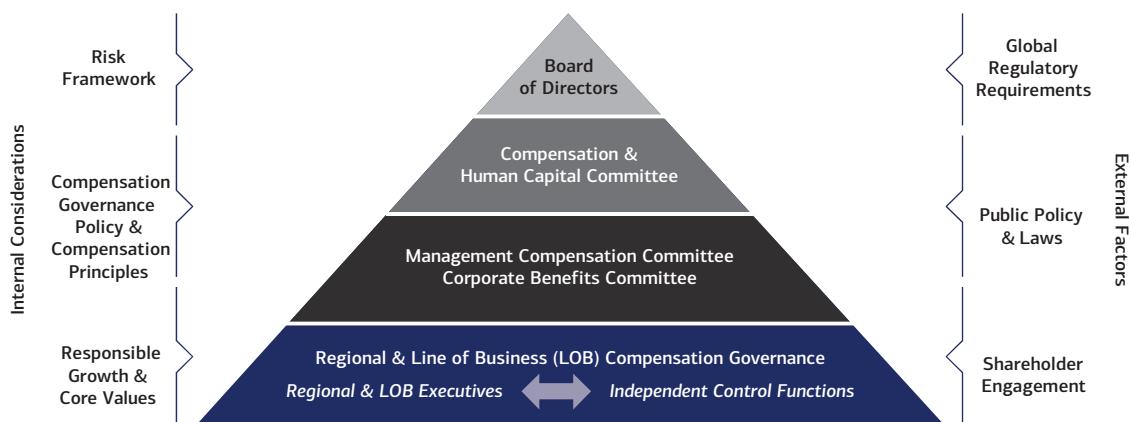 Internal Considerations
Risk
Framework
Compensation
Governance
Policy &
Compensation
Principles
Responsible
Growth &
Core Values
Board
of Directors
Compensation &
Human Capital Committee
Management Compensation Committee
Corporate Benefits Committee
Regional & Line of Business (LOB) Compensation Governance
Regional & LOB Executives
Independent Control Functions
Global
Regulatory
Requirements
Public Policy
& Laws
Shareholder
Engagement
External Factors